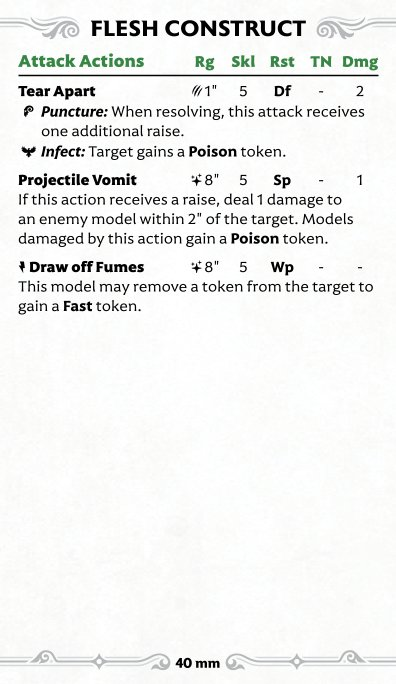 FLESH CONSTRUCT
Attack Actions Rg Skl Rst TN Dmg
Tear Apart 1" 5 Df - 2
Puncture: When resolving, this attack receives
one additional raise.
Infect: Target gains a Poison token.
Projectile Vomit 8" 5 Sp - 1
If this action receives a raise, deal 1 damage to
an enemy model within 2" of the target. Models
damaged by this action gain a Poison token.
Draw off Fumes 8" 5 Wp - -
This model may remove a token from the target to
gain a Fast token.
40 mm